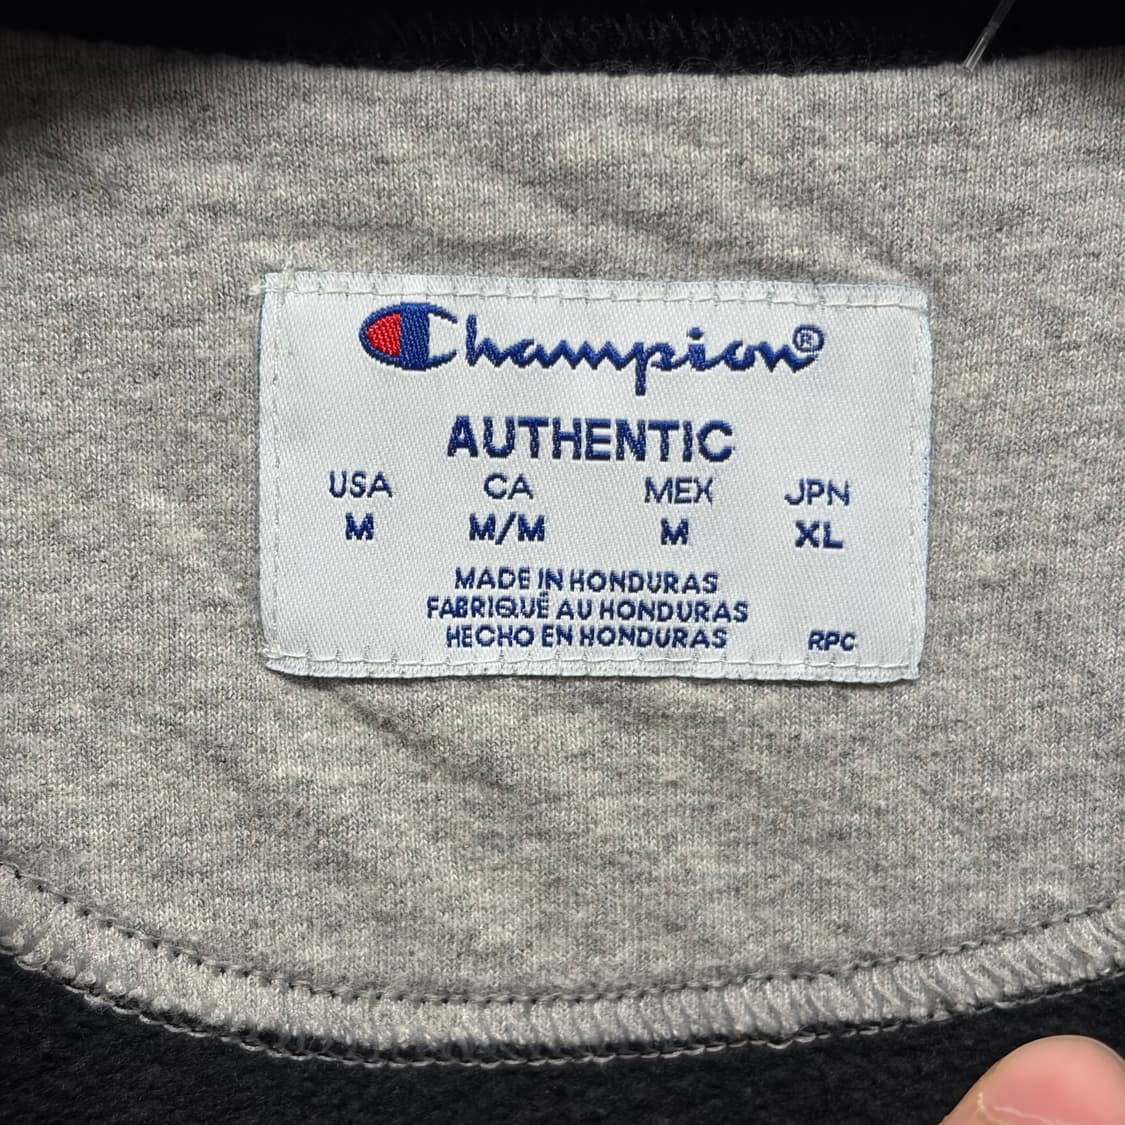 Champion®
AUTHENTIC
USA CA MEX JPN
M M/M M XL
MADE IN HONDURAS
FABRIQUÉ AU HONDURAS
HECHO EN HONDURAS RPC